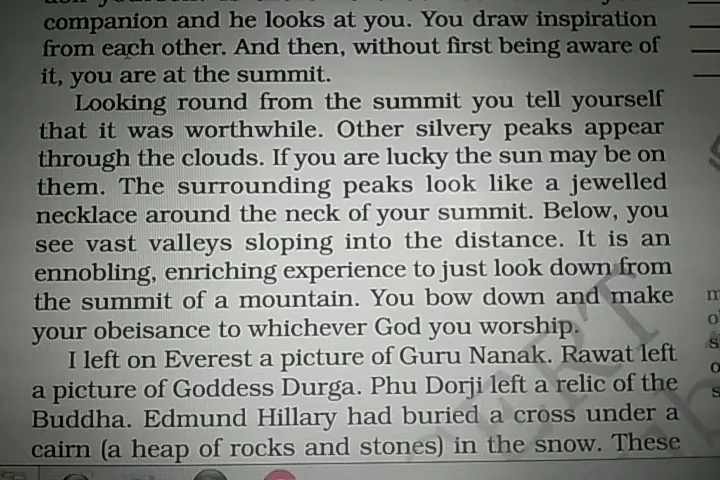 companion and he looks at you. You draw inspiration
from each other. And then, without first being aware of
it, you are at the summit.
Looking round from the summit you tell yourself
that it was worthwhile. Other silvery peaks appear
through the clouds. If you are lucky the sun may be on
them. The surrounding peaks look like a jewelled
necklace around the neck of your summit. Below, you
see vast valleys sloping into the distance. It is an
ennobling, enriching experience to just look down from
the summit of a mountain. You bow down and make
your obeisance to whichever God you worship.
I left on Everest a picture of Guru Nanak. Rawat left
a picture of Goddess Durga. Phu Dorji left a relic of the
Buddha. Edmund Hillary had buried a cross under a
cairn (a heap of rocks and stones) in the snow. These